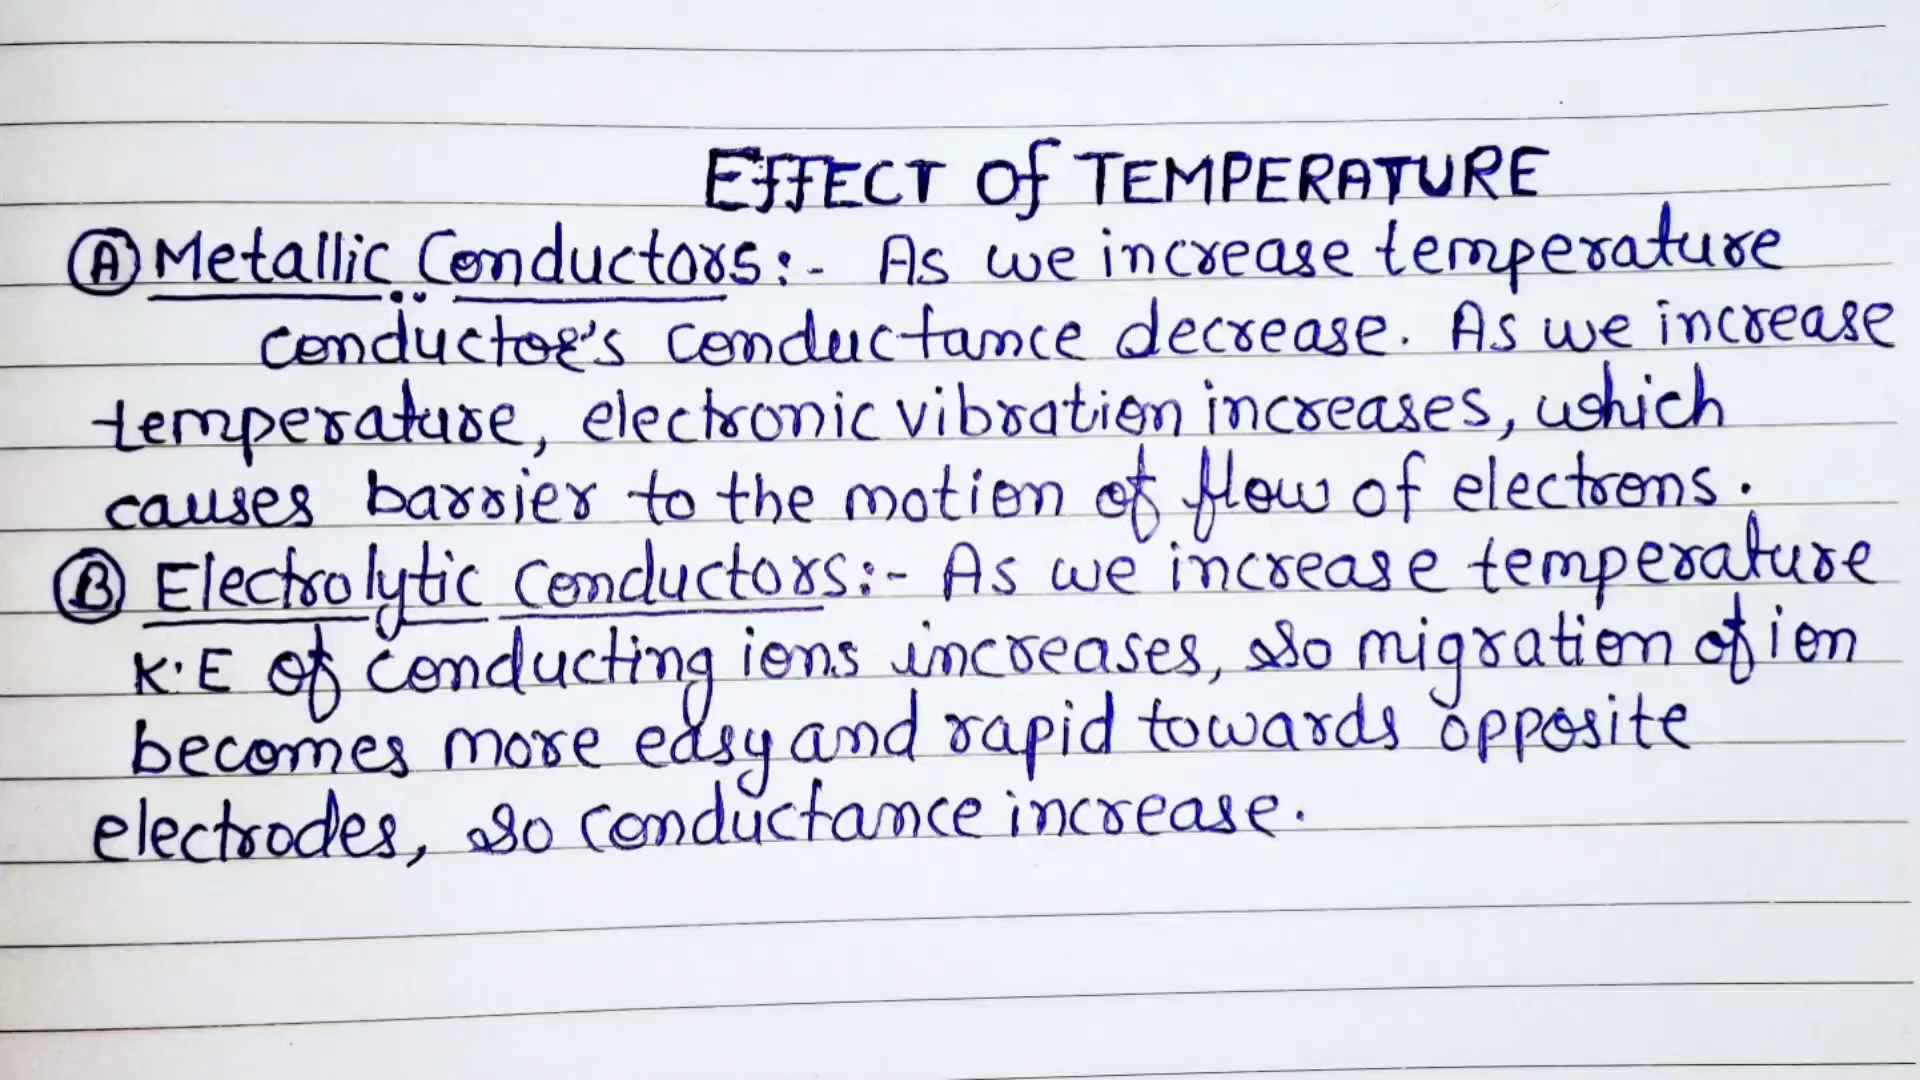 EFFECT Of TEMPERATURE
Ⓐ Metallic Conductors:- As we increase temperature
conductor's conductance decrease. As we increase
temperature, electronic vibration increases, which
causes barrier to the motion of flow of electrons.
Ⓑ Electrolytic conductors:- As we increase temperature
K.E of conducting ions increases, so migration of ion
becomes more easy and rapid towards opposite
electrodes, so conductance increase.